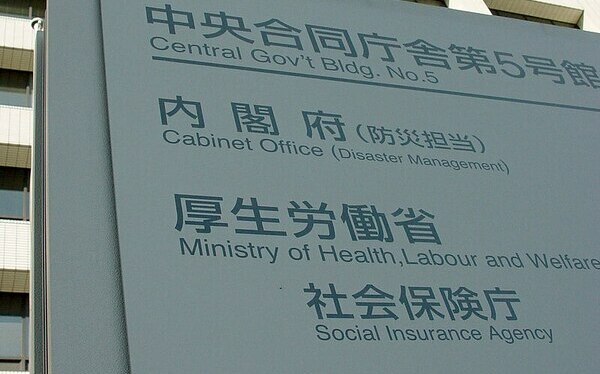 中央合同庁舎第5号館
Central Gov't Bldg. No.5
内閣府(防災担当)
Cabinet Office (Disaster Management)
厚生労働省
Ministry of Health,Labour and Welfare
社会保険庁
Social Insurance Agency